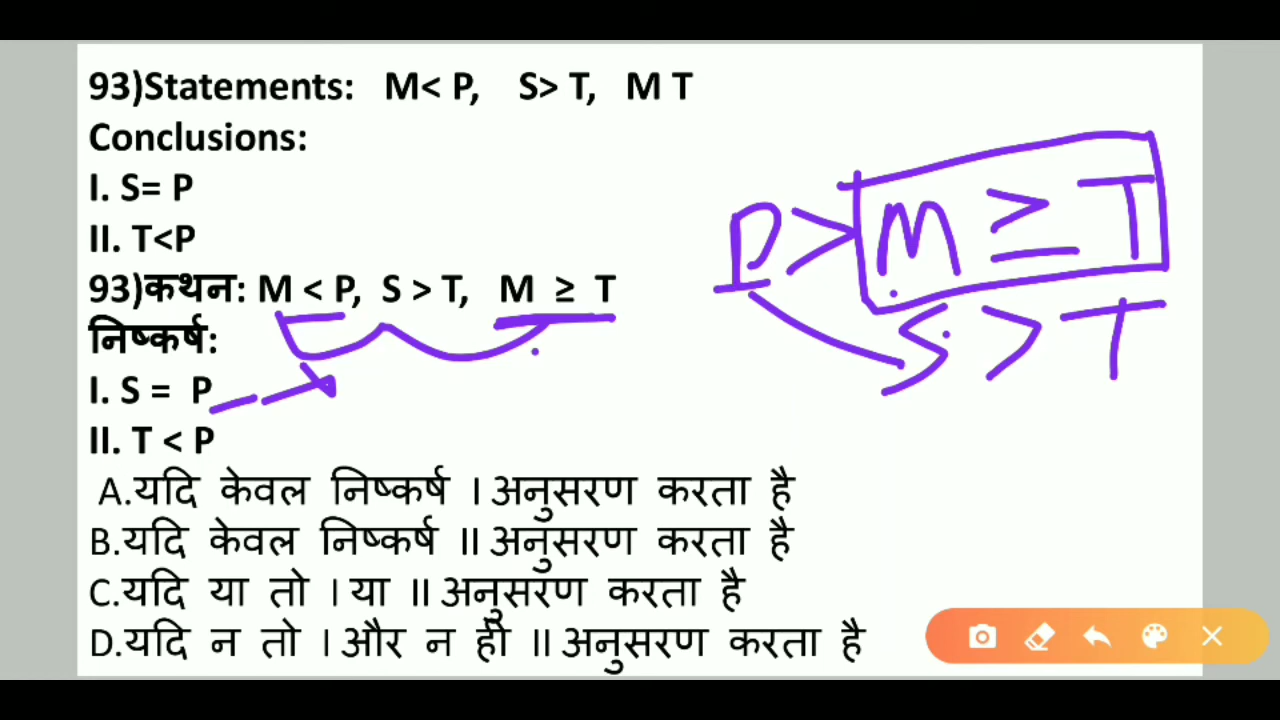 93)Statements: M< P, S> T, M T
Conclusions:
I. S= P
II. T<P
93)कथन: M < P, S > T, M ≥ T
निष्कर्ष:
I. S = P
II. T < P
A.यदि केवल निष्कर्ष I अनुसरण करता है
B.यदि केवल निष्कर्ष II अनुसरण करता है
C.यदि या तो I या II अनुसरण करता है
D.यदि न तो I और न ही II अनुसरण करता है
P > M ≥ T
S > T